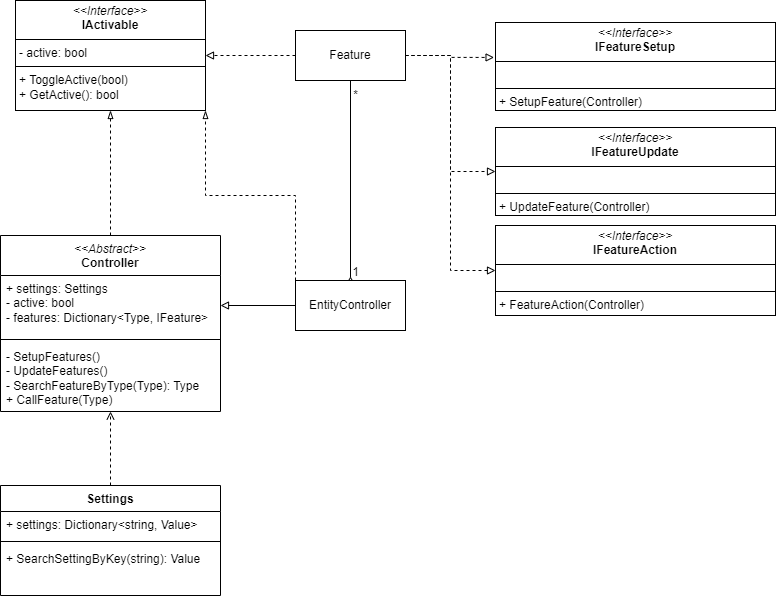 <<Interface>>
IActivable
- active: bool
+ ToggleActive(bool)
+ GetActive(): bool
Feature
*
1
EntityController
<<Interface>>
IFeatureSetup
+ SetupFeature(Controller)
<<Interface>>
IFeatureUpdate
+ UpdateFeature(Controller)
<<Interface>>
IFeatureAction
+ FeatureAction(Controller)
<<Abstract>>
Controller
+ settings: Settings
- active: bool
- features: Dictionary<Type, IFeature>
- SetupFeatures()
- UpdateFeatures()
- SearchFeatureByType(Type): Type
+ CallFeature(Type)
Settings
+ settings: Dictionary<string, Value>
+ SearchSettingByKey(string): Value